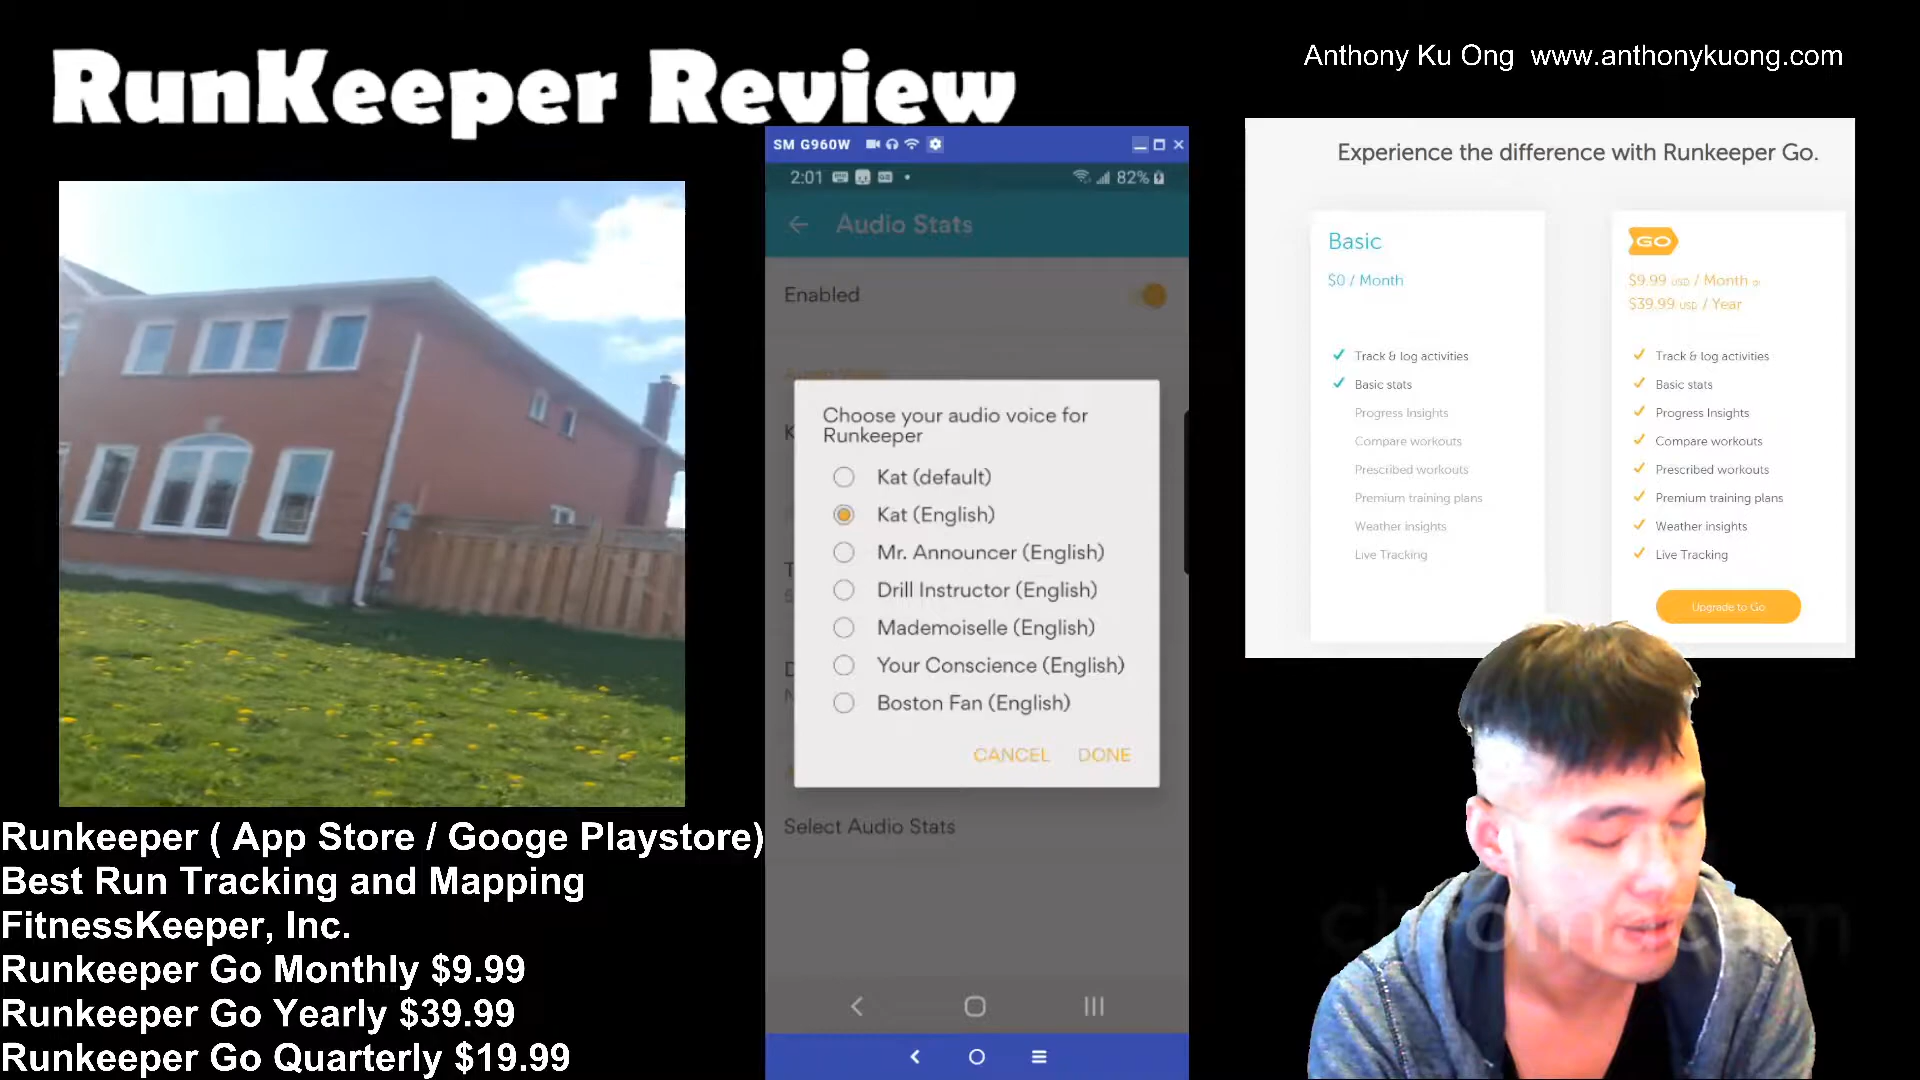 RunKeeper Review
Anthony Ku Ong www.anthonykuong.com
SM G960W
2:01
82%
Audio Stats
Enabled
Choose your audio voice for
Runkeeper
Kat (default)
Kat (English)
Mr. Announcer (English)
Drill Instructor (English)
Mademoiselle (English)
Your Conscience (English)
Boston Fan (English)
CANCEL DONE
Select Audio Stats
Experience the difference with Runkeeper Go.
Basic
$0 / Month
Track & log activities
Basic stats
Progress Insights
Compare workouts
Prescribed workouts
Premium training plans
Weather insights
Live Tracking
GO
$9.99 USD / Month or
$39.99 USD / Year
Track & log activities
Basic stats
Progress Insights
Compare workouts
Prescribed workouts
Premium training plans
Weather insights
Live Tracking
Upgrade to Go
Runkeeper ( App Store / Googe Playstore)
Best Run Tracking and Mapping
FitnessKeeper, Inc.
Runkeeper Go Monthly $9.99
Runkeeper Go Yearly $39.99
Runkeeper Go Quarterly $19.99